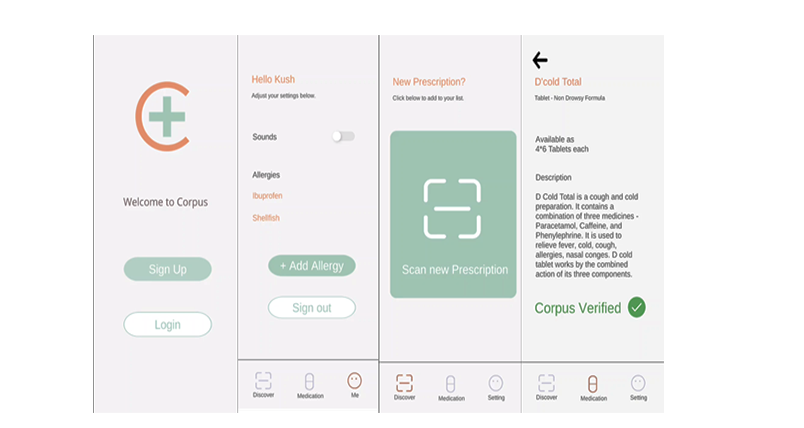 Welcome to Corpus
Sign Up
Login
Hello Kush
Adjust your settings below.
Sounds
Allergies
Ibuprofen
Shellfish
+ Add Allergy
Sign out
Discover
Medication
Me
New Prescription?
Click below to add to your list.
Scan new Prescription
Discover
Medication
Setting
D'cold Total
Tablet - Non Drowsy Formula
Available as
4*6 Tablets each
Description
D Cold Total is a cough and cold
preparation. It contains a
combination of three medicines -
Paracetamol, Caffeine, and
Phenylephrine. It is used to
relieve fever, cold, cough,
allergies, nasal conges. D cold
tablet works by the combined
action of its three components.
Corpus Verified
Discover
Medication
Setting